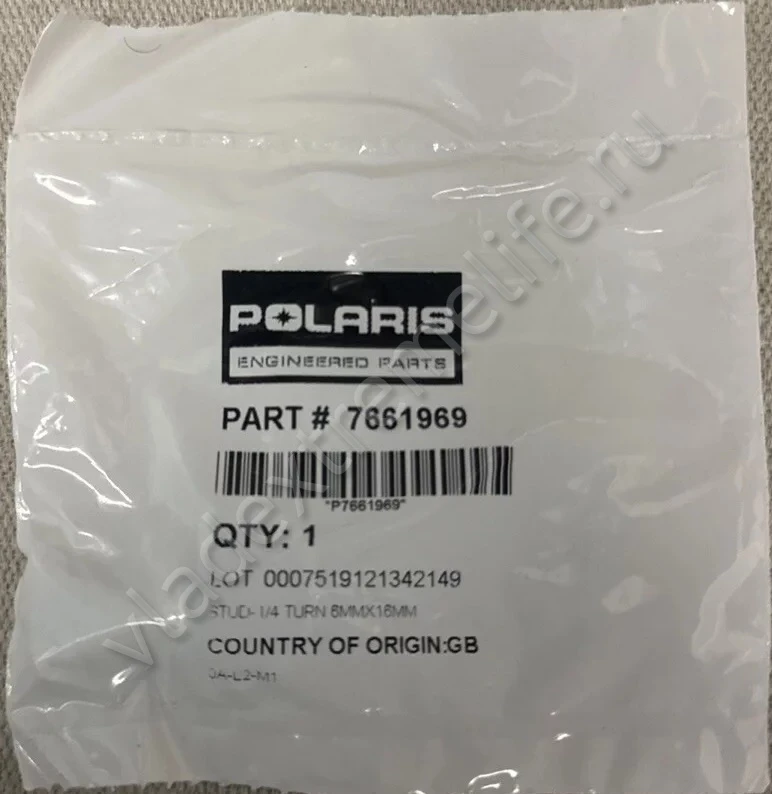 POLARIS
ENGINEERED PARTS
PART # 7661969
"P7661969"
QTY: 1
LOT 0007519121342149
STUD- 1/4 TURN 6MMX16MM
COUNTRY OF ORIGIN:GB
vladextremelife.ru